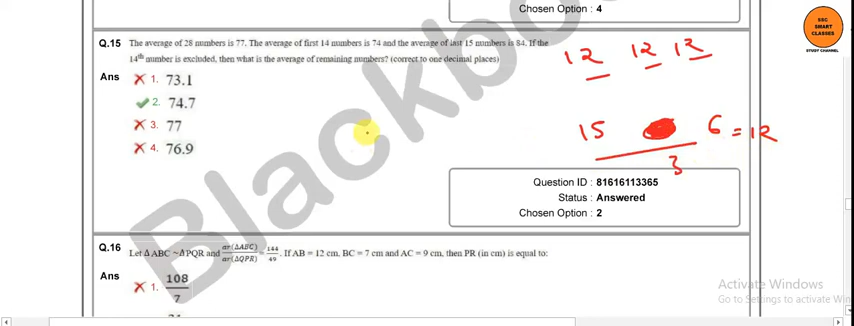 Chosen Option : 4
SSC
SMART
CLASSES
STUDY CHANNEL
Q.15 The average of 28 numbers is 77. The average of first 14 numbers is 74 and the average of last 15 numbers is 84. If the
14th number is excluded, then what is the average of remaining numbers? (correct to one decimal places)
Ans 1. 73.1
2. 74.7
3. 77
4. 76.9
12 12 12
15 6 = 12
3
Question ID : 81616113365
Status : Answered
Chosen Option : 2
Blackbo
Q.16 Let Δ ABC ~Δ PQR and ar(ΔABC)/ar(ΔQPR) = 144/49. If AB = 12 cm, BC = 7 cm and AC = 9 cm, then PR (in cm) is equal to:
Ans 1. 108/7
Activate Windows
Go to Settings to activate Win